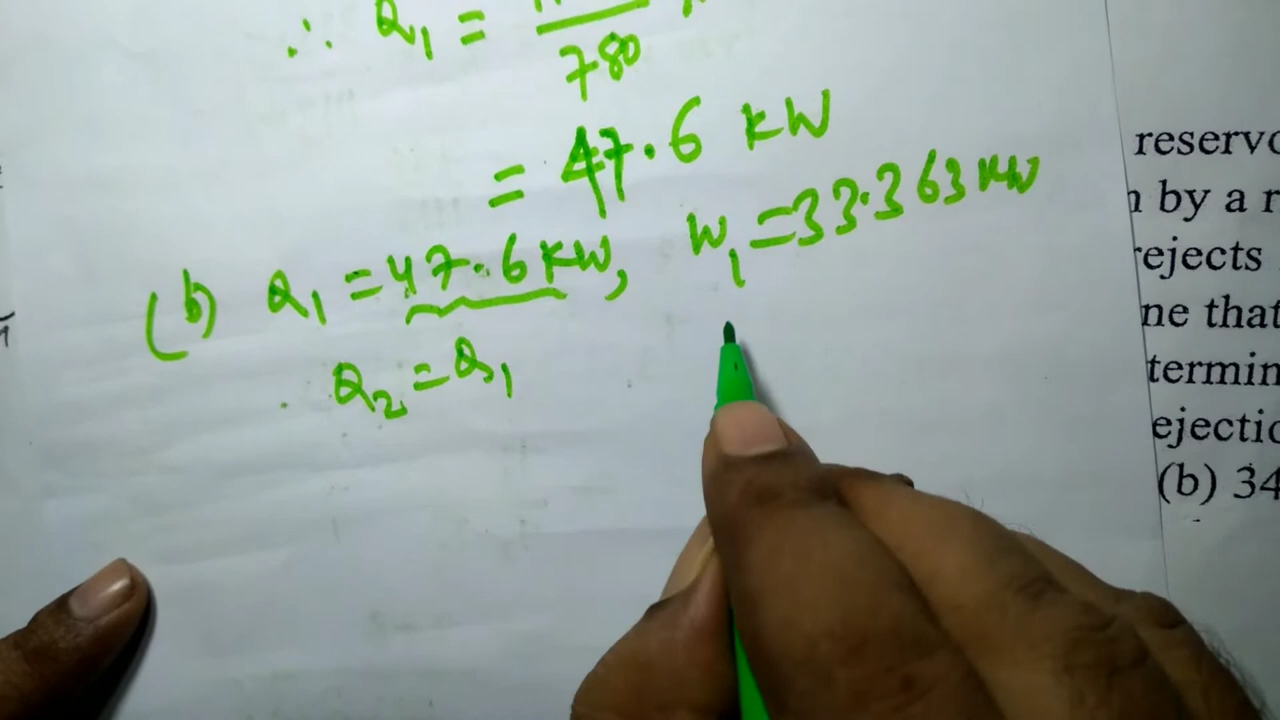 ∴ Q₁ =
780
= 47.6 KW
(b) Q₁ = 47.6 KW, W₁ = 33.363 KW
Q₂ = Q₁
reservo
by a r
rejects
ne that
termin
ejectio
(b) 34